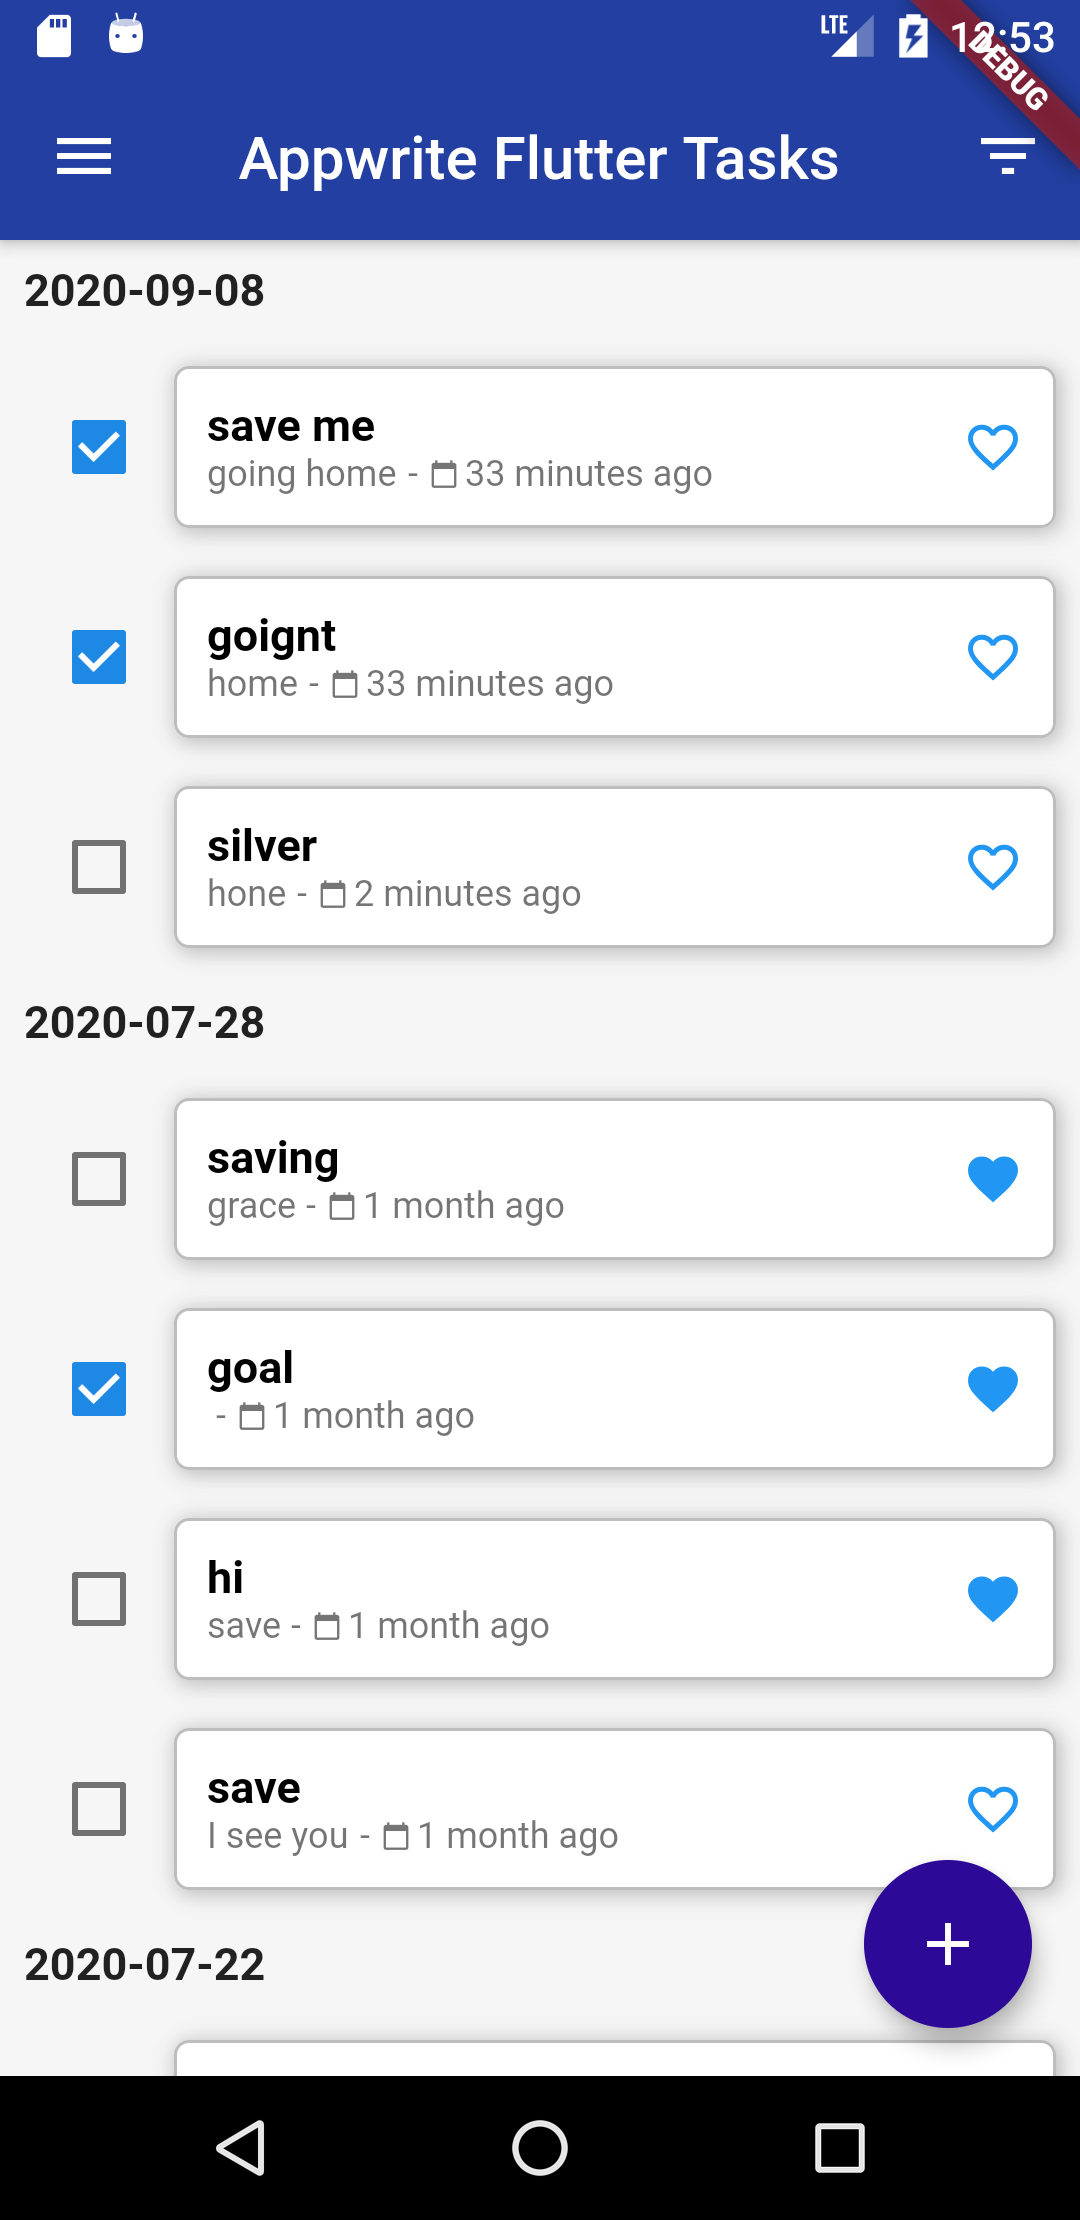 LTE
DEBUG
Appwrite Flutter Tasks
2020-09-08
save me
going home - 33 minutes ago
goignt
home - 33 minutes ago
silver
hone - 2 minutes ago
2020-07-28
saving
grace - 1 month ago
goal
- 1 month ago
hi
save - 1 month ago
save
I see you - 1 month ago
2020-07-22